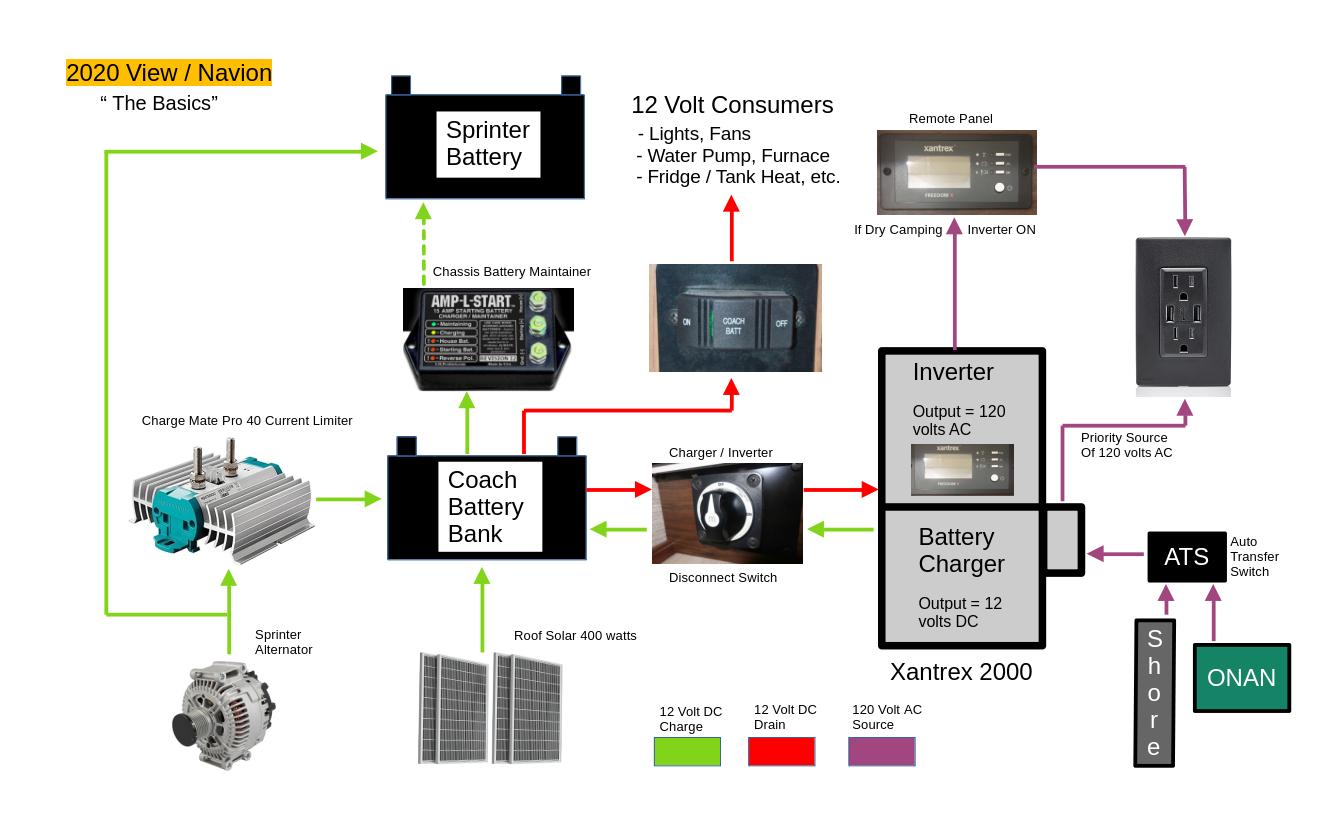 2020 View / Navion
“ The Basics”
Sprinter
Battery
12 Volt Consumers
- Lights, Fans
- Water Pump, Furnace
- Fridge / Tank Heat, etc.
Remote Panel
xantrex
FREEDOM X
If Dry Camping
Inverter ON
Chassis Battery Maintainer
AMP-L-START
15 AMP STARTING BATTERY
CHARGER / MAINTAINER
Maintaining
Charging
House Bat.
Starting Bat.
Reverse Pol.
ON
COACH
BATT
OFF
Charge Mate Pro 40 Current Limiter
Coach
Battery
Bank
Charger / Inverter
OFF
Disconnect Switch
Inverter
Output = 120
volts AC
xantrex
Battery
Charger
Output = 12
volts DC
Xantrex 2000
Priority Source
Of 120 volts AC
ATS
Auto
Transfer
Switch
Shore
ONAN
Sprinter
Alternator
Roof Solar 400 watts
12 Volt DC
Charge
12 Volt DC
Drain
120 Volt AC
Source